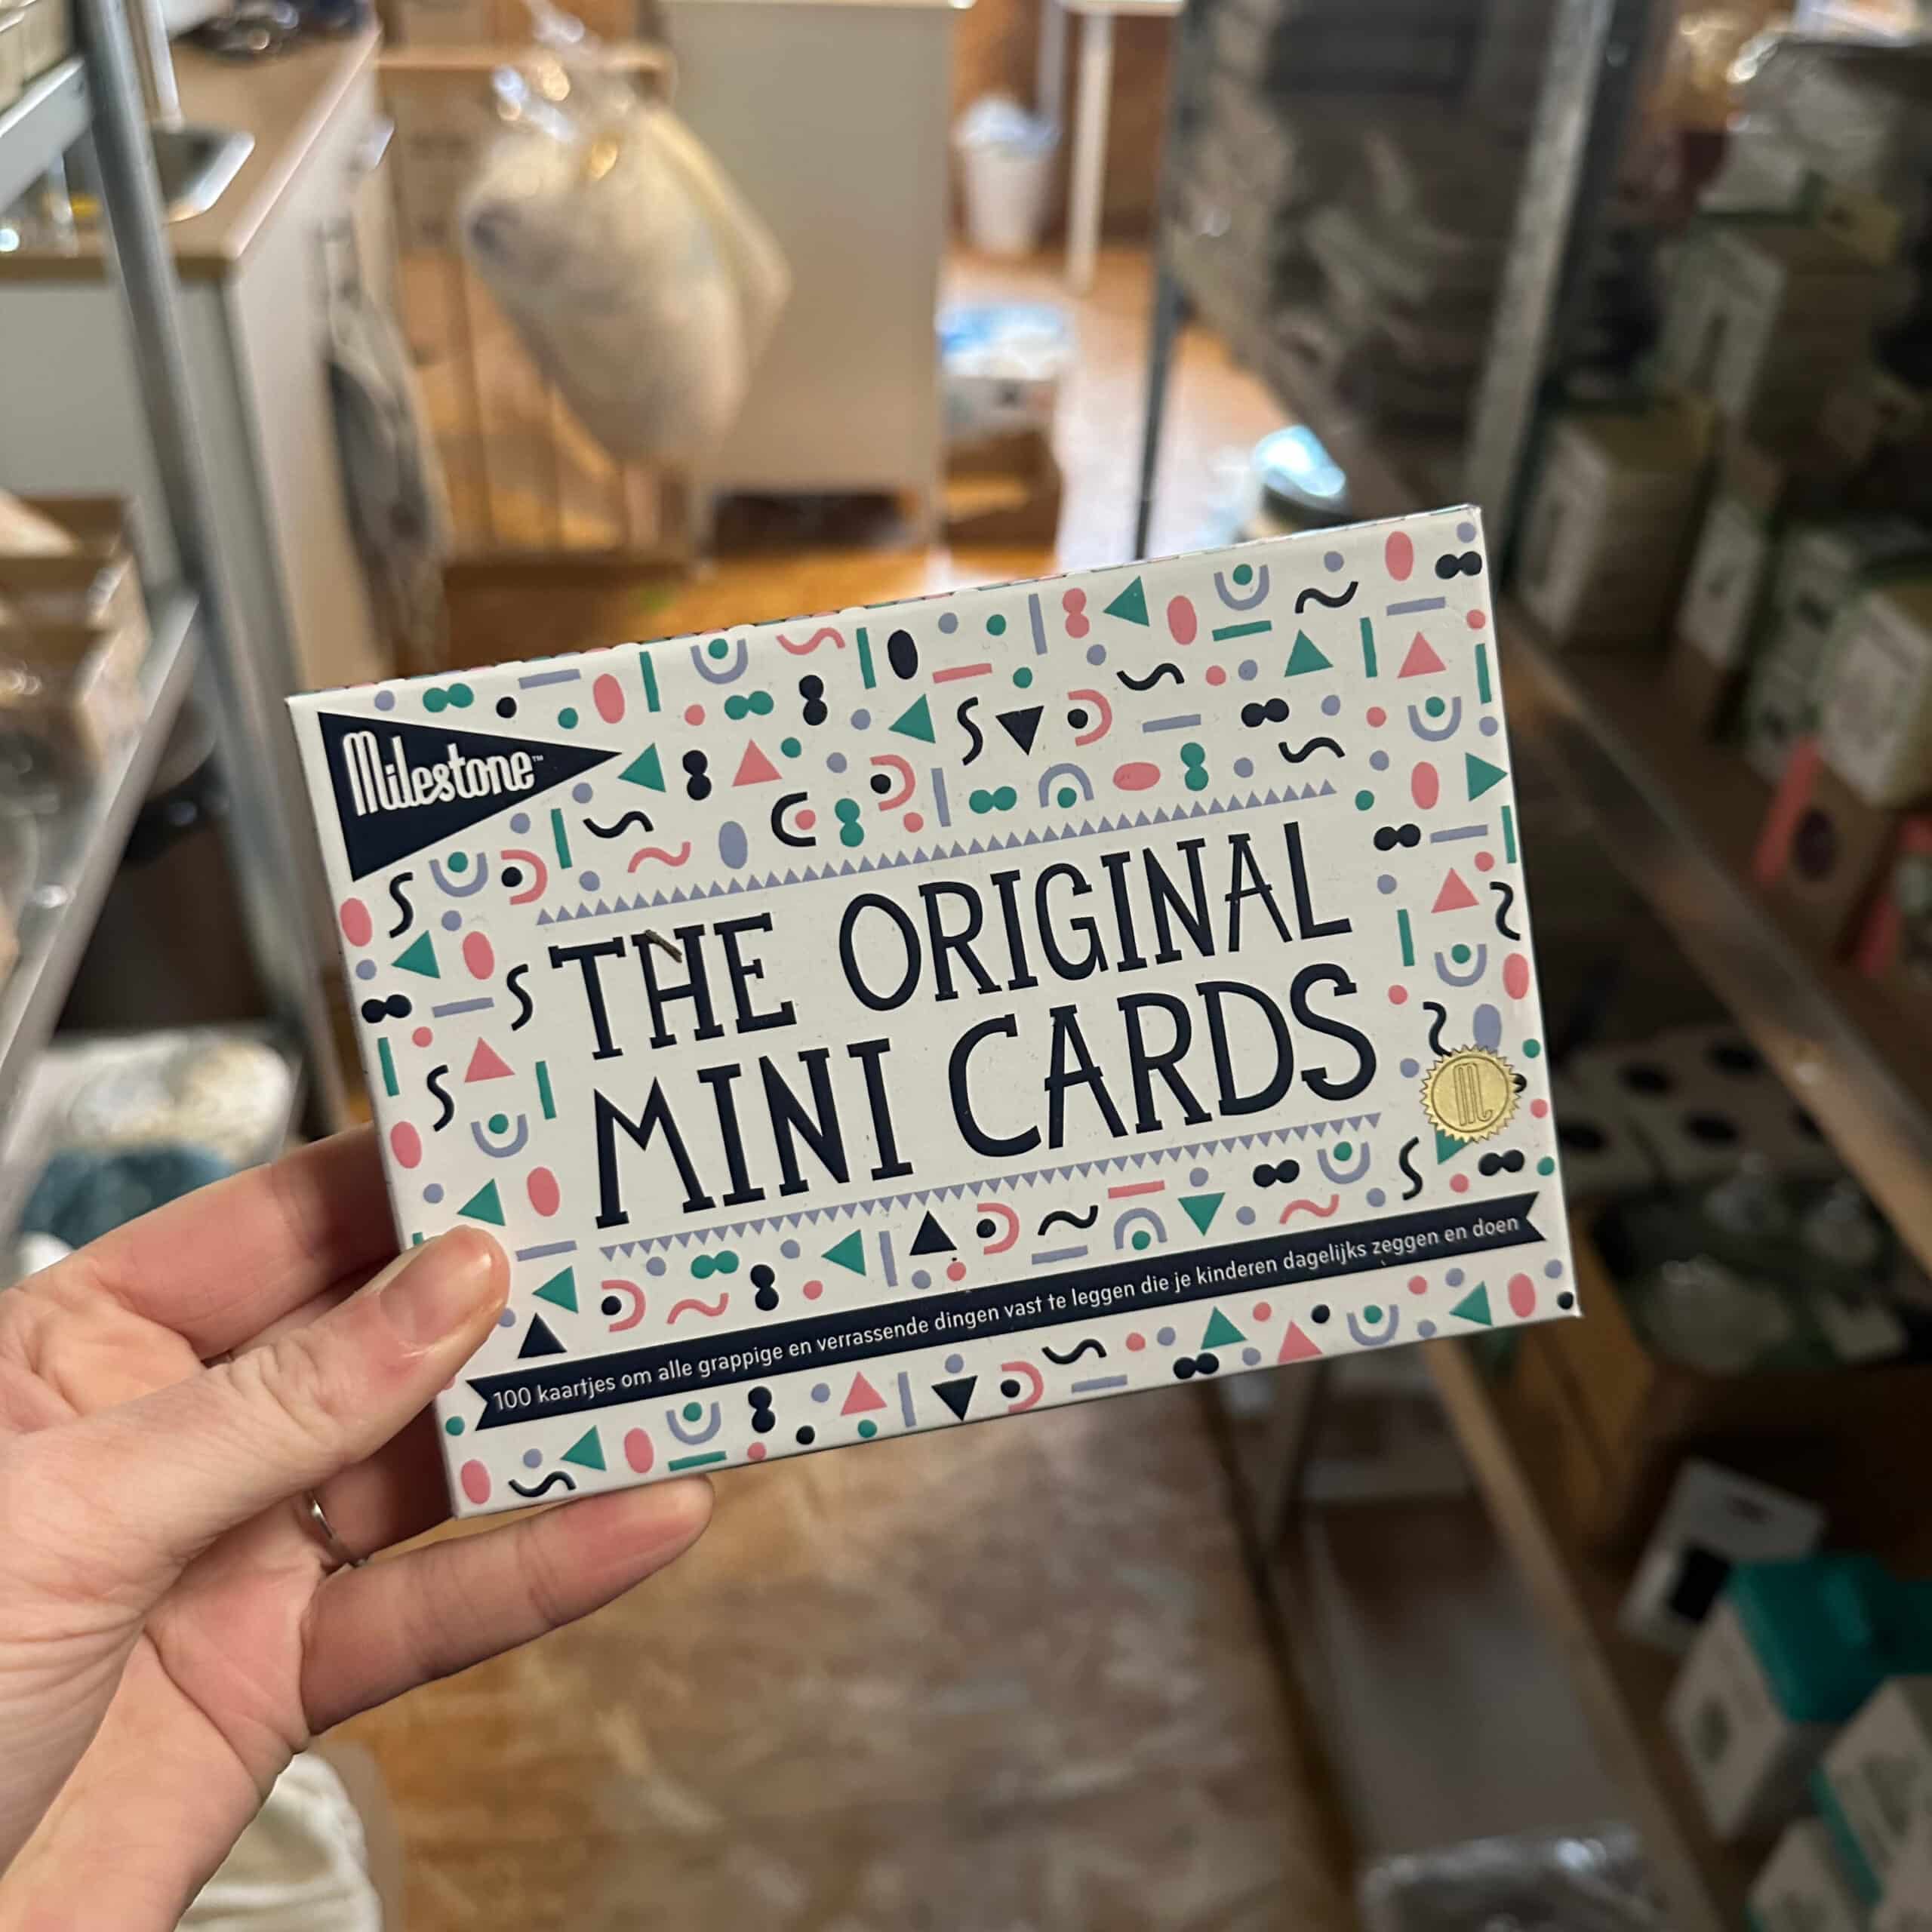 Milestone™
THE ORIGINAL
MINI CARDS
M
100 kaartjes om alle grappige en verrassende dingen vast te leggen die je kinderen dagelijks zeggen en doen